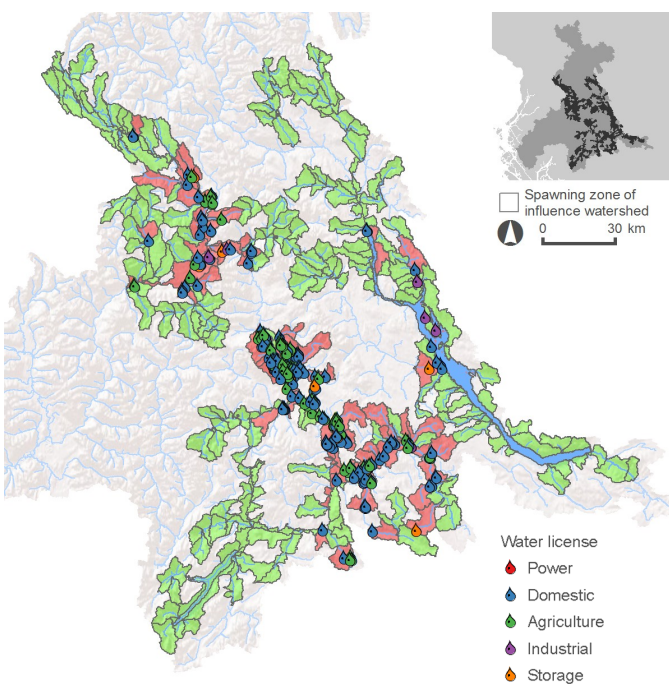 Spawning zone of
influence watershed
0 30 km
Water license
Power
Domestic
Agriculture
Industrial
Storage